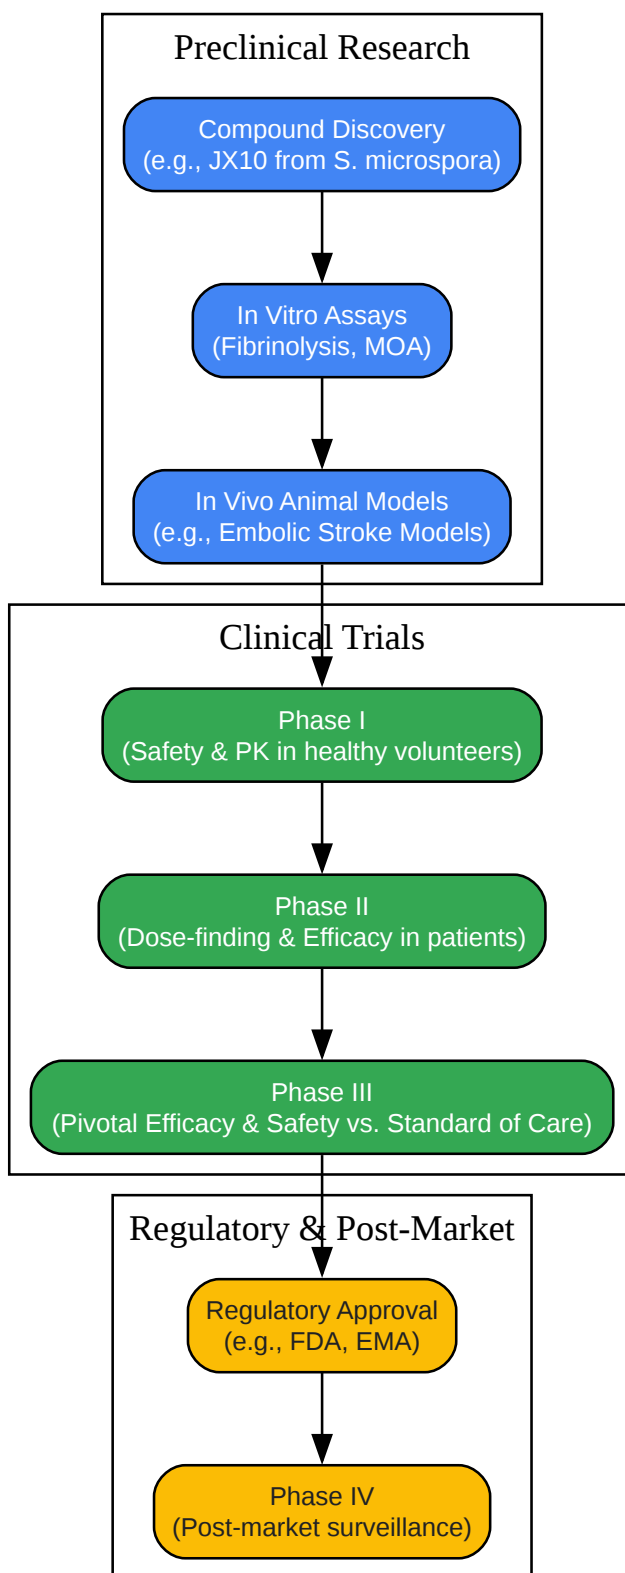 Preclinical Research
Compound Discovery
(e.g., JX10 from S. microspora)
In Vitro Assays
(Fibrinolysis, MOA)
In Vivo Animal Models
(e.g., Embolic Stroke Models)
Clinical Trials
Phase I
(Safety & PK in healthy volunteers)
Phase II
(Dose-finding & Efficacy in patients)
Phase III
(Pivotal Efficacy & Safety vs. Standard of Care)
Regulatory & Post-Market
Regulatory Approval
(e.g., FDA, EMA)
Phase IV
(Post-market surveillance)